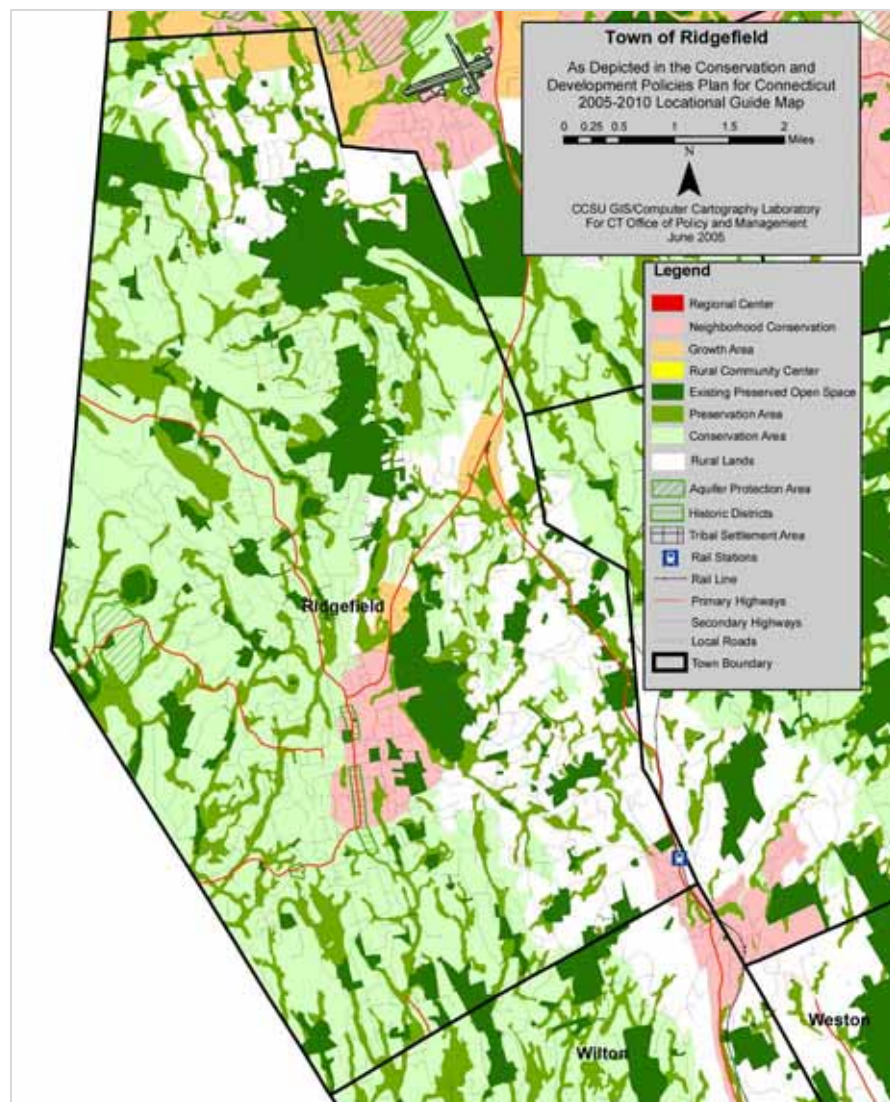 Town of Ridgefield
As Depicted in the Conservation and
Development Policies Plan for Connecticut
2005-2010 Locational Guide Map
0 0.25 0.5 1 1.5 2
Miles
N
CCSU GIS/Computer Cartography Laboratory
For CT Office of Policy and Management
June 2005
Legend
Regional Center
Neighborhood Conservation
Growth Area
Rural Community Center
Existing Preserved Open Space
Preservation Area
Conservation Area
Rural Lands
Aquifer Protection Area
Historic Districts
Tribal Settlement Area
Rail Stations
Rail Line
Primary Highways
Secondary Highways
Local Roads
Town Boundary
Ridgefield
Weston
Wilton